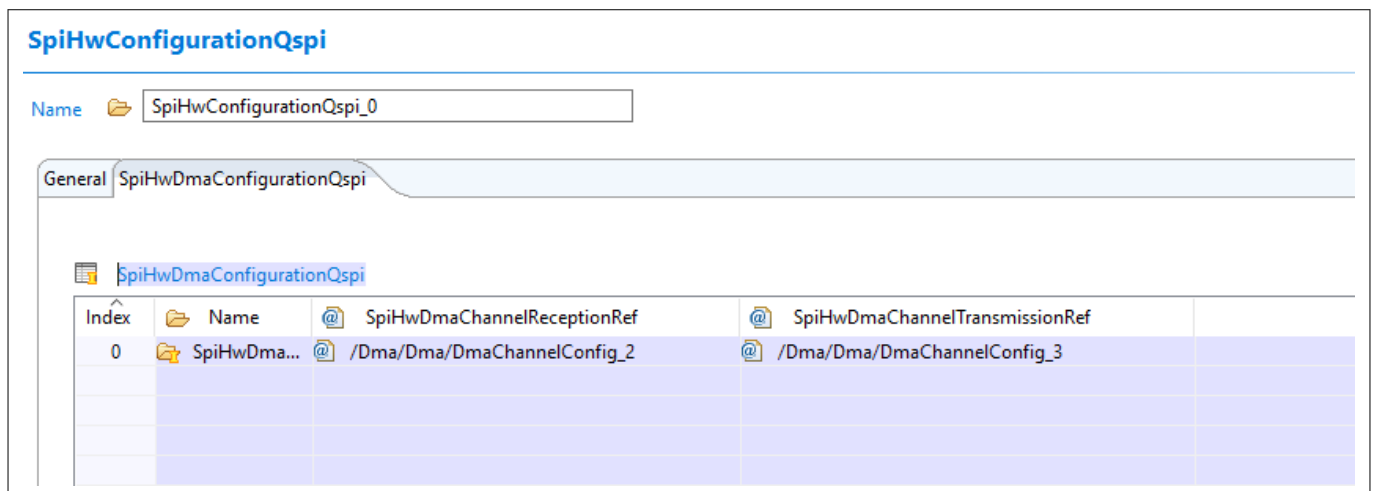 SpiHwConfigurationQspi
Name SpiHwConfigurationQspi_0
General SpiHwDmaConfigurationQspi
SpiHwDmaConfigurationQspi
Index Name @ SpiHwDmaChannelReceptionRef @ SpiHwDmaChannelTransmissionRef
0 SpiHwDma... @ /Dma/Dma/DmaChannelConfig_2 @ /Dma/Dma/DmaChannelConfig_3